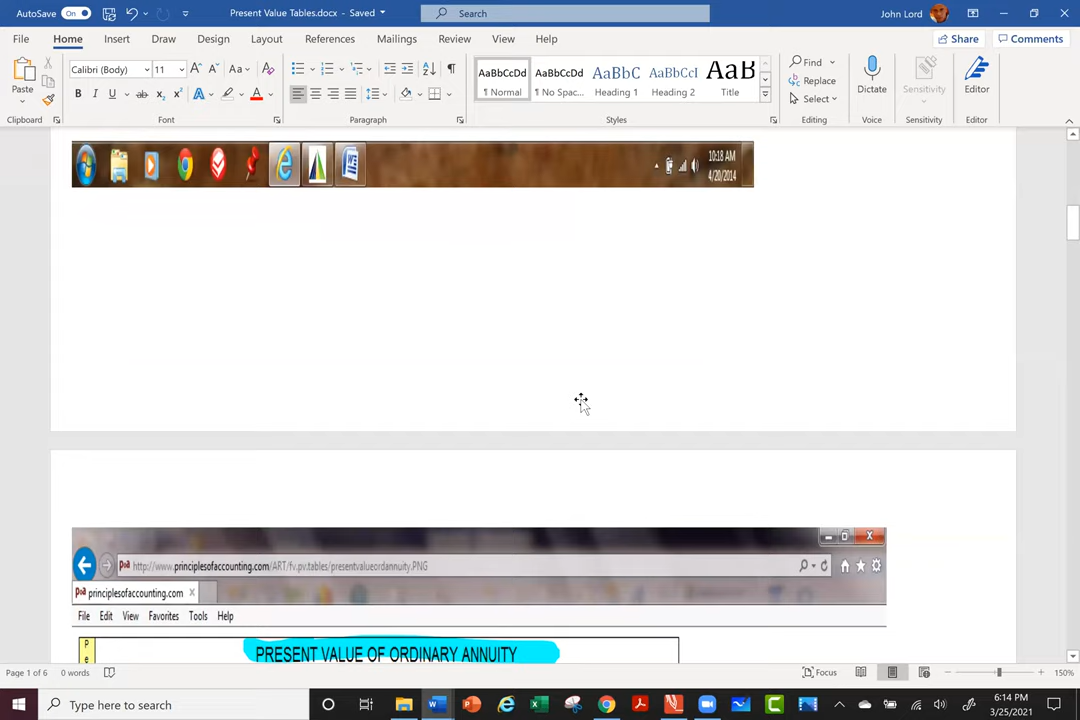 AutoSave On Present Value Tables.docx - Saved Search John Lord
File Home Insert Draw Design Layout References Mailings Review View Help Share Comments
Paste
Calibri (Body) 11 A A Aa A
B I U ab x₂ x² A A
AaBbCcDd AaBbCcDd AaBbC AaBbCcI AaB
¶ Normal ¶ No Spac... Heading 1 Heading 2 Title
Find
Replace
Select
Dictate Sensitivity Editor
Clipboard Font Paragraph Styles Editing Voice Sensitivity Editor
10:18 AM
4/20/2014
http://www.principlesofaccounting.com/ART/fv.pv.tables/presentvalueordannuity.PNG
principlesofaccounting.com X
File Edit View Favorites Tools Help
P
e
PRESENT VALUE OF ORDINARY ANNUITY
Page 1 of 6 0 words Focus 150%
Type here to search
6:14 PM
3/25/2021